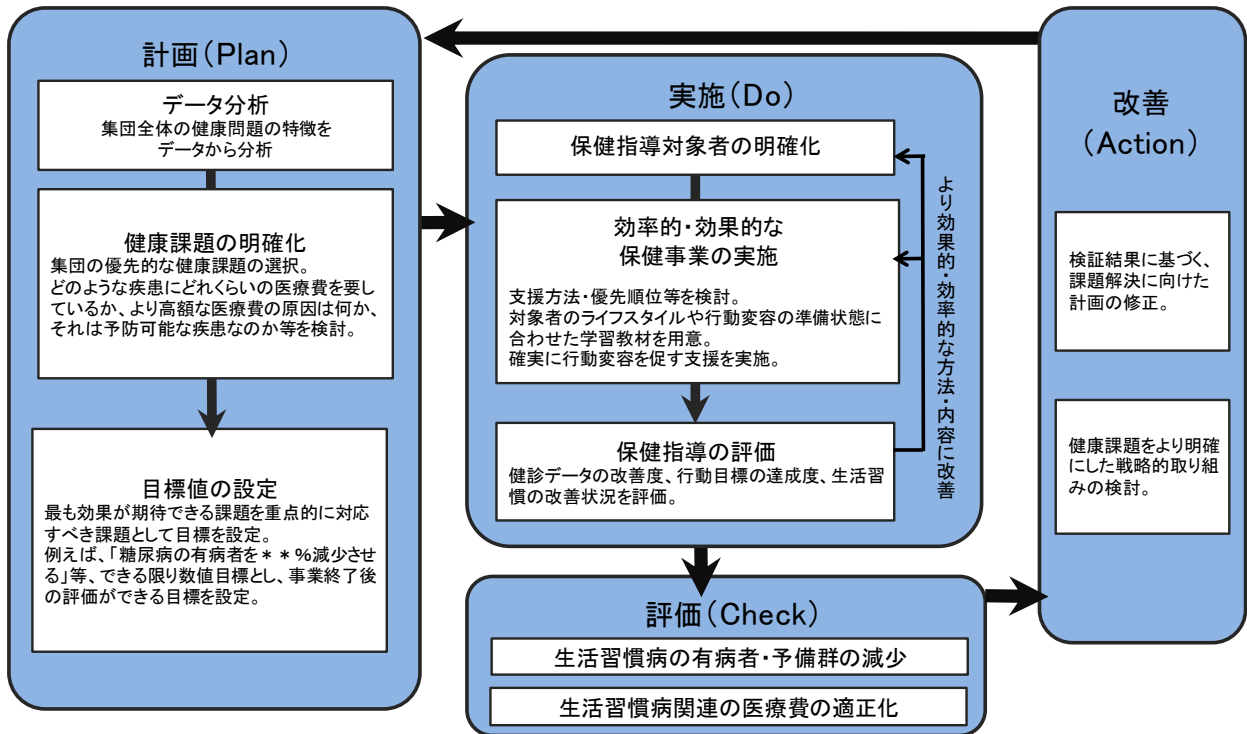 計画(Plan)
データ分析
集団全体の健康問題の特徴を
データから分析
健康課題の明確化
集団の優先的な健康課題の選択。
どのような疾患にどれくらいの医療費を要し
ているか、より高額な医療費の原因は何か、
それは予防可能な疾患なのか等を検討。
目標値の設定
最も効果が期待できる課題を重点的に対応
すべき課題として目標を設定。
例えば、「糖尿病の有病者を**%減少させ
る」等、できる限り数値目標とし、事業終了後
の評価ができる目標を設定。
実施(Do)
保健指導対象者の明確化
効率的・効果的な
保健事業の実施
支援方法・優先順位等を検討。
対象者のライフスタイルや行動変容の準備状態に
合わせた学習教材を用意。
確実に行動変容を促す支援を実施。
保健指導の評価
健診データの改善度、行動目標の達成度、生活習
慣の改善状況を評価。
より効果的・効率的な方法・内容に改善
評価(Check)
生活習慣病の有病者・予備群の減少
生活習慣病関連の医療費の適正化
改善
(Action)
検証結果に基づく、
課題解決に向けた
計画の修正。
健康課題をより明確
にした戦略的取り組
みの検討。